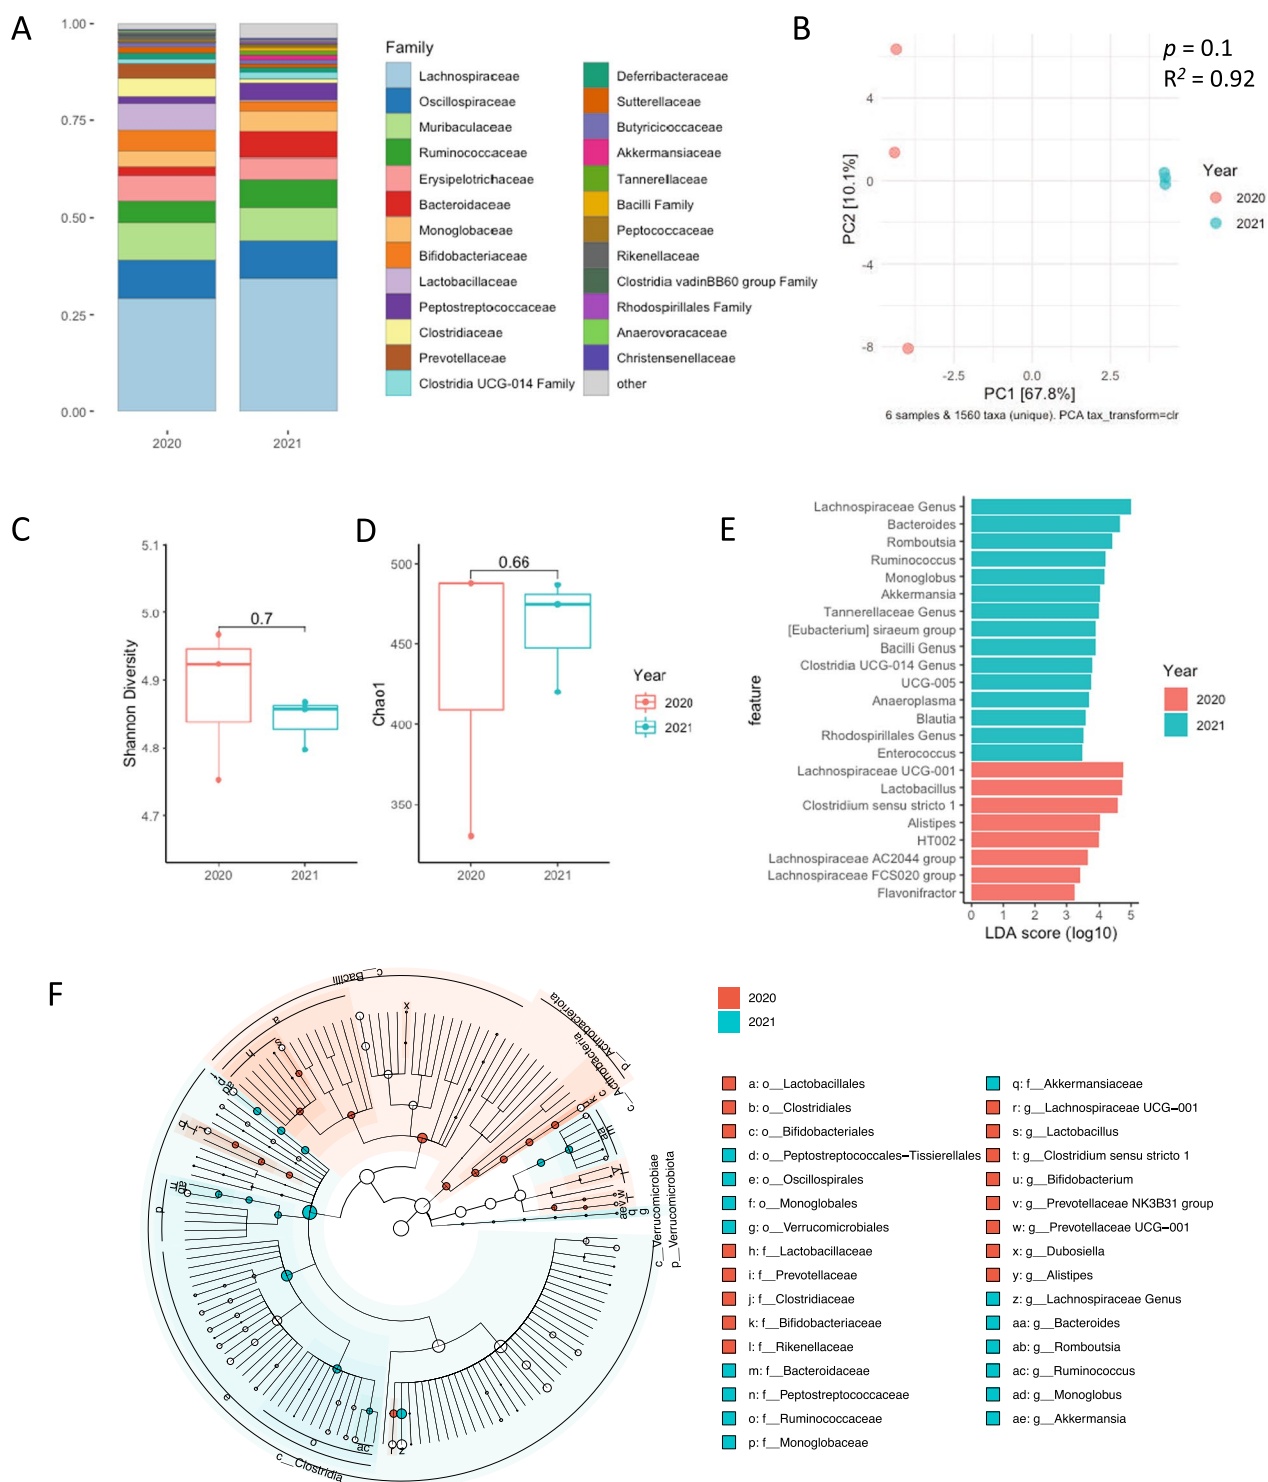 A
1.00
0.75
0.50
0.25
0.00
2020
2021
Family
Lachnospiraceae
Oscillospiraceae
Muribaculaceae
Ruminococcaceae
Erysipelotrichaceae
Bacteroidaceae
Monoglobaceae
Bifidobacteriaceae
Lactobacillaceae
Peptostreptococcaceae
Clostridiaceae
Prevotellaceae
Clostridia UCG-014 Family
Deferribacteraceae
Sutterellaceae
Butyricicoccaceae
Akkermansiaceae
Tannerellaceae
Bacilli Family
Peptococcaceae
Rikenellaceae
Clostridia vadinBB60 group Family
Rhodospirillales Family
Anaerovoracaceae
Christensenellaceae
other
B
p = 0.1
R² = 0.92
PC2 [10.1%]
4
0
-4
-8
-2.5
0.0
2.5
PC1 [67.8%]
6 samples & 1560 taxa (unique). PCA tax_transform=clr
Year
2020
2021
C
Shannon Diversity
5.1
5.0
4.9
4.8
4.7
0.7
2020
2021
D
Chao1
500
450
400
350
0.66
2020
2021
Year
2020
2021
E
feature
Lachnospiraceae Genus
Bacteroides
Romboutsia
Ruminococcus
Monoglobus
Akkermansia
Tannerellaceae Genus
[Eubacterium] siraeum group
Bacilli Genus
Clostridia UCG-014 Genus
UCG-005
Anaeroplasma
Blautia
Rhodospirillales Genus
Enterococcus
Lachnospiraceae UCG-001
Lactobacillus
Clostridium sensu stricto 1
Alistipes
HT002
Lachnospiraceae AC2044 group
Lachnospiraceae FCS020 group
Flavonifractor
0
1
2
3
4
5
LDA score (log10)
Year
2020
2021
F
c__Bacilli
p__Actinobacteriota
c__Actinobacteria
c__Verrucomicrobiae
p__Verrucomicrobiota
c__Clostridia
a
h
s
x
m
aa
g
q
p
e
o
ac
r
z
2020
2021
a: o__Lactobacillales
b: o__Clostridiales
c: o__Bifidobacteriales
d: o__Peptostreptococcales−Tissierellales
e: o__Oscillospirales
f: o__Monoglobales
g: o__Verrucomicrobiales
h: f__Lactobacillaceae
i: f__Prevotellaceae
j: f__Clostridiaceae
k: f__Bifidobacteriaceae
l: f__Rikenellaceae
m: f__Bacteroidaceae
n: f__Peptostreptococcaceae
o: f__Ruminococcaceae
p: f__Monoglobaceae
q: f__Akkermansiaceae
r: g__Lachnospiraceae UCG−001
s: g__Lactobacillus
t: g__Clostridium sensu stricto 1
u: g__Bifidobacterium
v: g__Prevotellaceae NK3B31 group
w: g__Prevotellaceae UCG−001
x: g__Dubosiella
y: g__Alistipes
z: g__Lachnospiraceae Genus
aa: g__Bacteroides
ab: g__Romboutsia
ac: g__Ruminococcus
ad: g__Monoglobus
ae: g__Akkermansia